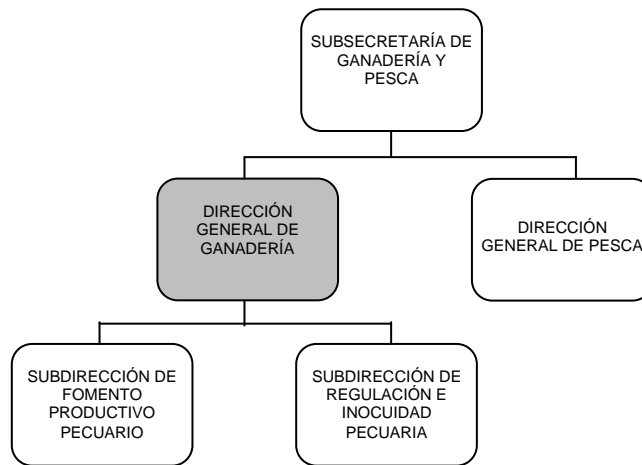 SUBSECRETARÍA DE
GANADERÍA Y
PESCA
DIRECCIÓN
GENERAL DE
GANADERÍA
DIRECCIÓN
GENERAL DE PESCA
SUBDIRECCIÓN DE
FOMENTO
PRODUCTIVO
PECUARIO
SUBDIRECCIÓN DE
REGULACIÓN E
INOCUIDAD
PECUARIA